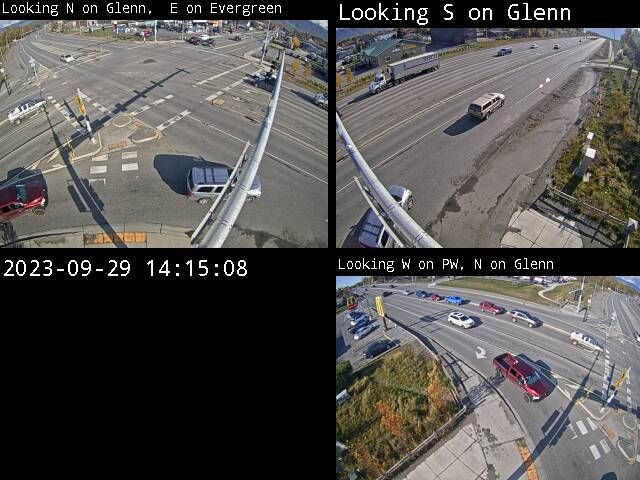 Looking N on Glenn, E on Evergreen
Looking S on Glenn
2023-09-29 14:15:08
Looking W on PW, N on Glenn